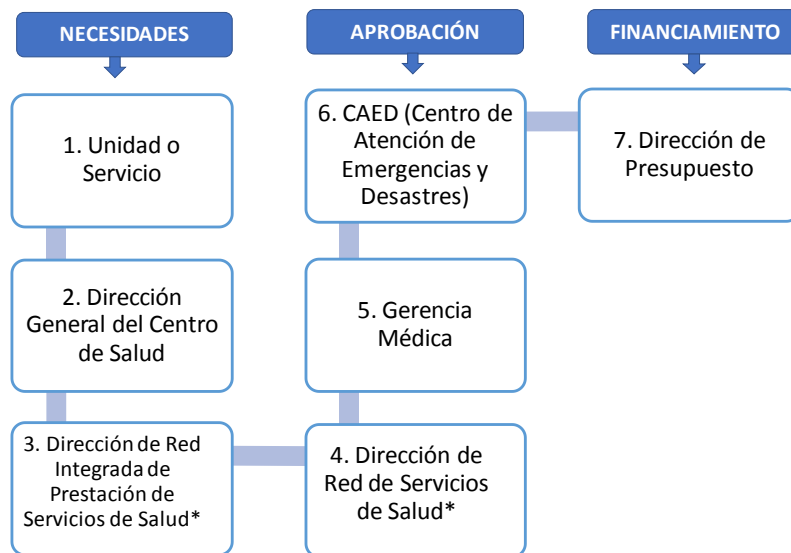 NECESIDADES
1. Unidad o
Servicio
2. Dirección
General del Centro
de Salud
3. Dirección de Red
Integrada de
Prestación de
Servicios de Salud*
APROBACIÓN
6. CAED (Centro de
Atención de
Emergencias y
Desastres)
5. Gerencia
Médica
4. Dirección de
Red de Servicios
de Salud*
FINANCIAMIENTO
7. Dirección de
Presupuesto